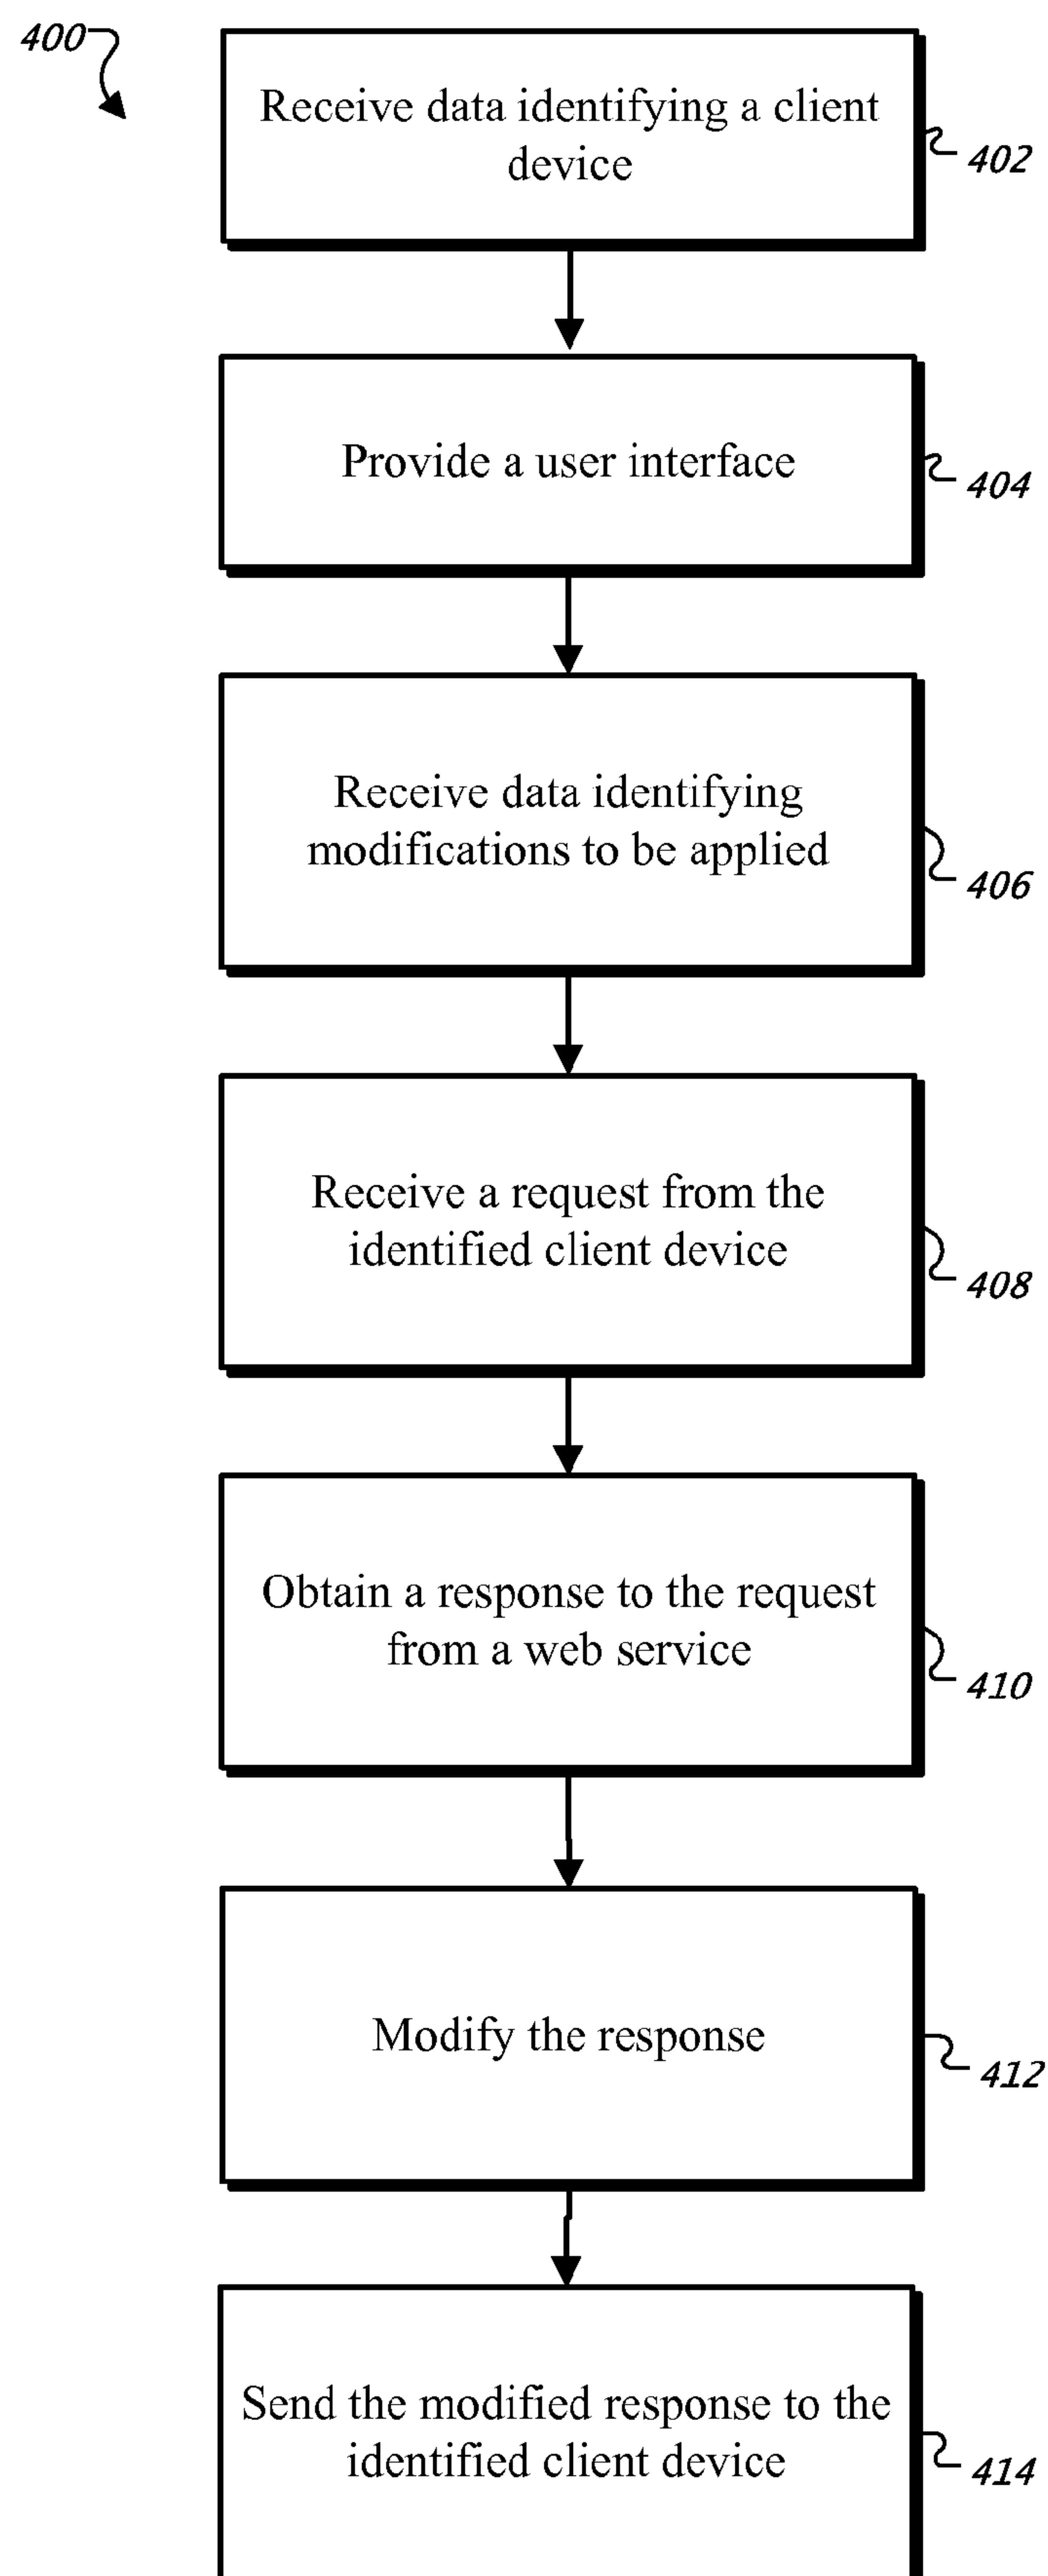 400
Receive data identifying a client
device
402
Provide a user interface
404
Receive data identifying
modifications to be applied
406
Receive a request from the
identified client device
408
Obtain a response to the request
from a web service
410
Modify the response
412
Send the modified response to the
identified client device
414